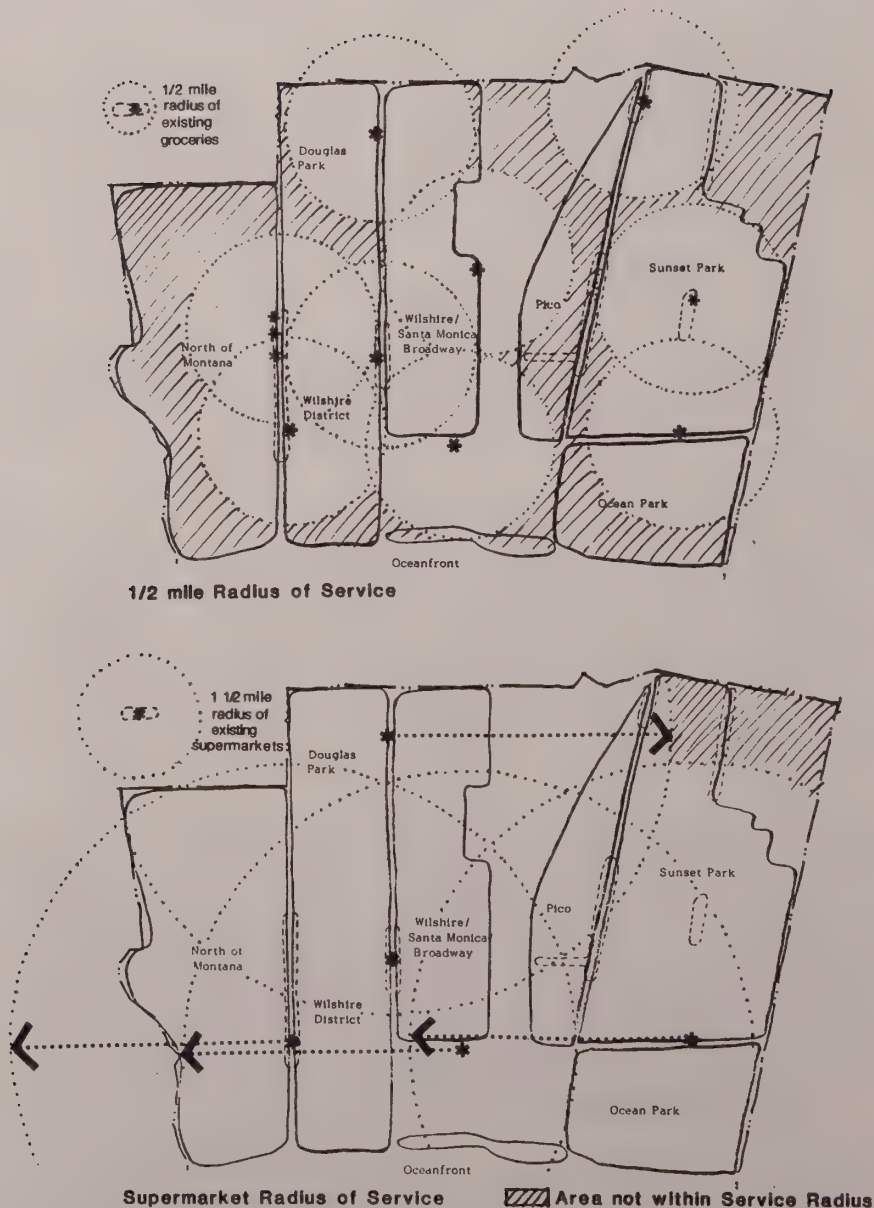 1/2 mile
radius of
existing
groceries
Douglas
Park
Sunset Park
Pico
North of
Montana
Wilshire/
Santa Monica
Broadway
Wilshire
District
Ocean Park
Oceanfront
1/2 mile Radius of Service
1 1/2 mile
radius of
existing
supermarkets
Douglas
Park
Sunset Park
Pico
Wilshire/
Santa Monica
Broadway
North of
Montana
Wilshire
District
Ocean Park
Oceanfront
Supermarket Radius of Service
Area not within Service Radius